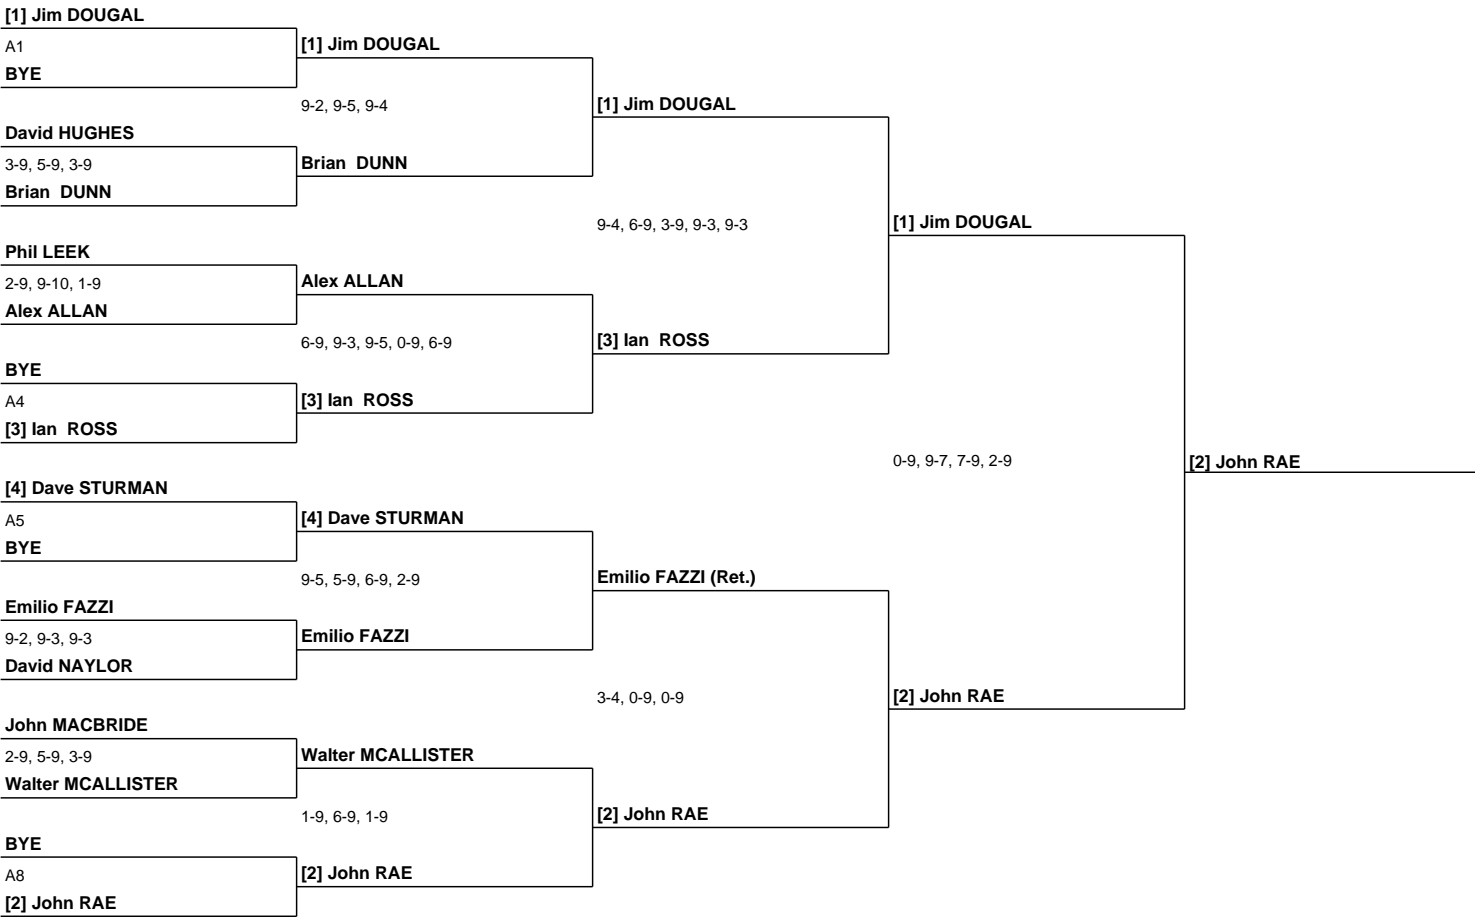 [1] Jim DOUGAL
A1
BYE
David HUGHES
3-9, 5-9, 3-9
Brian  DUNN
Phil LEEK
2-9, 9-10, 1-9
Alex ALLAN
BYE
A4
[3] Ian  ROSS
[4] Dave STURMAN
A5
BYE
Emilio FAZZI
9-2, 9-3, 9-3
David NAYLOR
John MACBRIDE
2-9, 5-9, 3-9
Walter MCALLISTER
BYE
A8
[2] John RAE
[1] Jim DOUGAL
9-2, 9-5, 9-4
Brian  DUNN
Alex ALLAN
6-9, 9-3, 9-5, 0-9, 6-9
[3] Ian  ROSS
[4] Dave STURMAN
9-5, 5-9, 6-9, 2-9
Emilio FAZZI
Walter MCALLISTER
1-9, 6-9, 1-9
[2] John RAE
[1] Jim DOUGAL
9-4, 6-9, 3-9, 9-3, 9-3
[3] Ian  ROSS
Emilio FAZZI (Ret.)
3-4, 0-9, 0-9
[2] John RAE
[1] Jim DOUGAL
0-9, 9-7, 7-9, 2-9
[2] John RAE
[2] John RAE